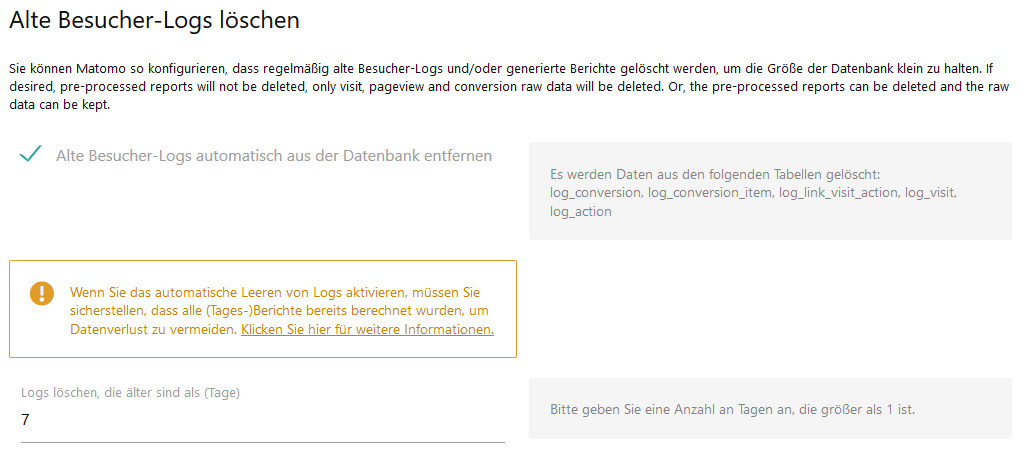 Alte Besucher-Logs löschen
Sie können Matomo so konfigurieren, dass regelmäßig alte Besucher-Logs und/oder generierte Berichte gelöscht werden, um die Größe der Datenbank klein zu halten. If
desired, pre-processed reports will not be deleted, only visit, pageview and conversion raw data will be deleted. Or, the pre-processed reports can be deleted and the raw
data can be kept.
Alte Besucher-Logs automatisch aus der Datenbank entfernen
Es werden Daten aus den folgenden Tabellen gelöscht:
log_conversion, log_conversion_item, log_link_visit_action, log_visit,
log_action
Wenn Sie das automatische Leeren von Logs aktivieren, müssen Sie
sicherstellen, dass alle (Tages-)Berichte bereits berechnet wurden, um
Datenverlust zu vermeiden. Klicken Sie hier für weitere Informationen.
Logs löschen, die älter sind als (Tage)
7
Bitte geben Sie eine Anzahl an Tagen an, die größer als 1 ist.